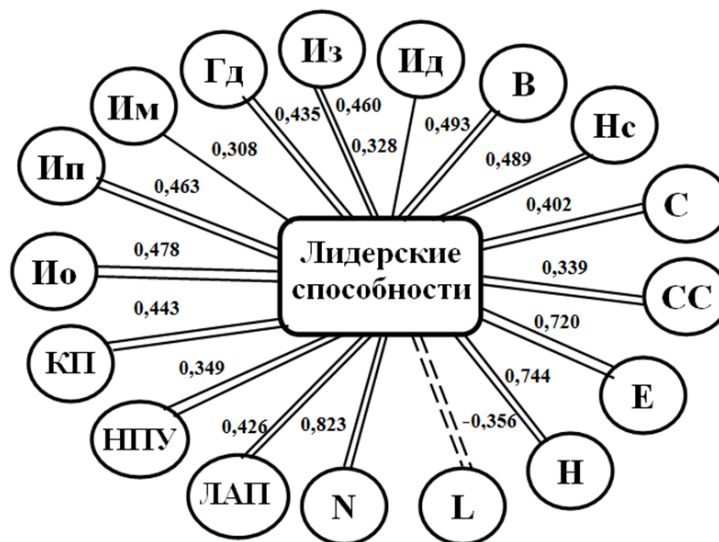 Из
Ид
Гд
В
Им
Нс
0,435
0,460
0,493
0,308
0,328
0,489
Ип
0,463
0,402
С
Лидерские
способности
Ио
0,478
0,339
СС
0,443
0,720
КП
0,349
0,744
Е
НПУ
0,426
0,823
-0,356
Н
ЛАП
N
L